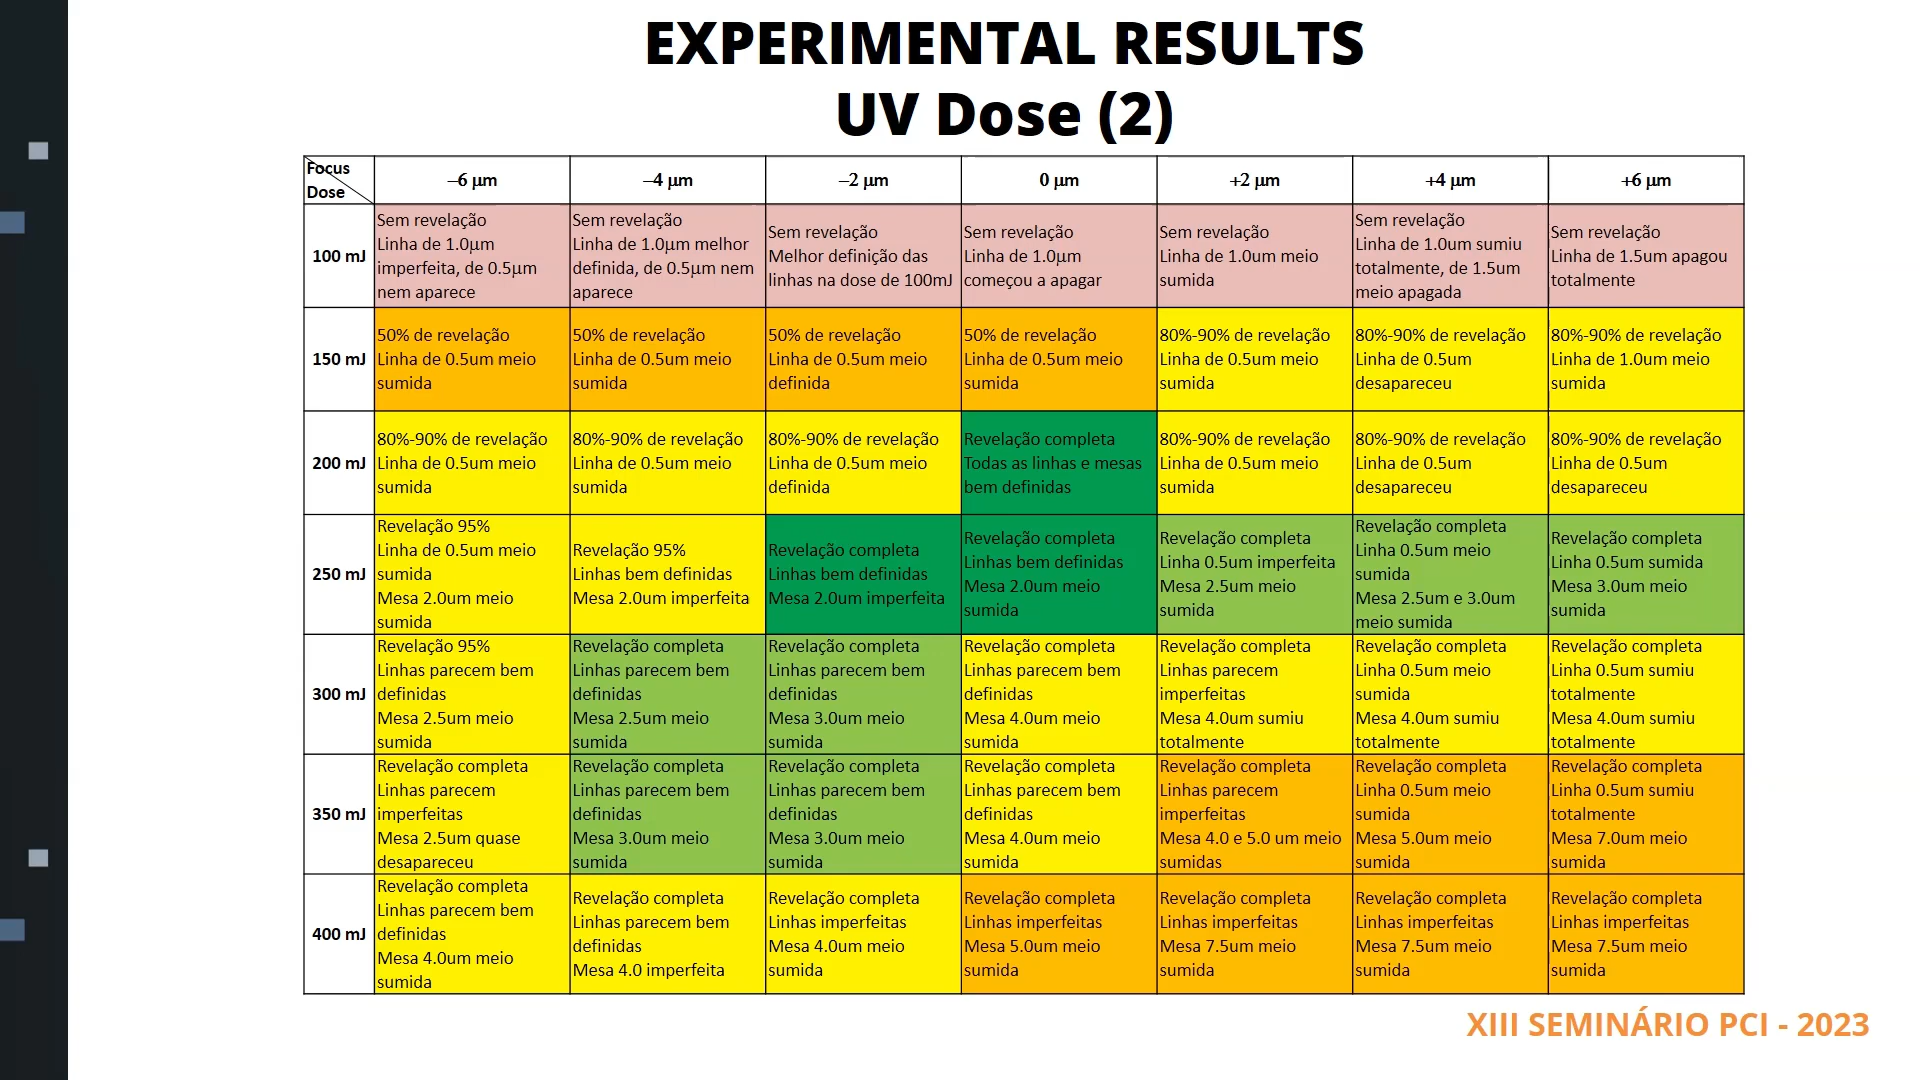 EXPERIMENTAL RESULTS
UV Dose (2)
Focus
Dose
−6 μm
−4 μm
−2 μm
0 μm
+2 μm
+4 μm
+6 μm
100 mJ
Sem revelação
Linha de 1.0μm
imperfeita, de 0.5μm
nem aparece
Sem revelação
Linha de 1.0μm melhor
definida, de 0.5μm nem
aparece
Sem revelação
Melhor definição das
linhas na dose de 100mJ
Sem revelação
Linha de 1.0μm
começou a apagar
Sem revelação
Linha de 1.0um meio
sumida
Sem revelação
Linha de 1.0um sumiu
totalmente, de 1.5um
meio apagada
Sem revelação
Linha de 1.5um apagou
totalmente
150 mJ
50% de revelação
Linha de 0.5um meio
sumida
50% de revelação
Linha de 0.5um meio
sumida
50% de revelação
Linha de 0.5um meio
definida
50% de revelação
Linha de 0.5um meio
sumida
80%-90% de revelação
Linha de 0.5um meio
sumida
80%-90% de revelação
Linha de 0.5um
desapareceu
80%-90% de revelação
Linha de 1.0um meio
sumida
200 mJ
80%-90% de revelação
Linha de 0.5um meio
sumida
80%-90% de revelação
Linha de 0.5um meio
sumida
80%-90% de revelação
Linha de 0.5um meio
definida
Revelação completa
Todas as linhas e mesas
bem definidas
80%-90% de revelação
Linha de 0.5um meio
sumida
80%-90% de revelação
Linha de 0.5um
desapareceu
80%-90% de revelação
Linha de 0.5um
desapareceu
250 mJ
Revelação 95%
Linha de 0.5um meio
sumida
Mesa 2.0um meio
sumida
Revelação 95%
Linhas bem definidas
Mesa 2.0um imperfeita
Revelação completa
Linhas bem definidas
Mesa 2.0um imperfeita
Revelação completa
Linhas bem definidas
Mesa 2.0um meio
sumida
Revelação completa
Linha 0.5um imperfeita
Mesa 2.5um meio
sumida
Revelação completa
Linha 0.5um meio
sumida
Mesa 2.5um e 3.0um
meio sumida
Revelação completa
Linha 0.5um sumida
Mesa 3.0um meio
sumida
300 mJ
Revelação 95%
Linhas parecem bem
definidas
Mesa 2.5um meio
sumida
Revelação completa
Linhas parecem bem
definidas
Mesa 2.5um meio
sumida
Revelação completa
Linhas parecem bem
definidas
Mesa 3.0um meio
sumida
Revelação completa
Linhas parecem bem
definidas
Mesa 4.0um meio
sumida
Revelação completa
Linhas parecem
imperfeitas
Mesa 4.0um sumiu
totalmente
Revelação completa
Linha 0.5um meio
sumida
Mesa 4.0um sumiu
totalmente
Revelação completa
Linha 0.5um sumiu
totalmente
Mesa 4.0um sumiu
totalmente
350 mJ
Revelação completa
Linhas parecem
imperfeitas
Mesa 2.5um quase
desapareceu
Revelação completa
Linhas parecem bem
definidas
Mesa 3.0um meio
sumida
Revelação completa
Linhas parecem bem
definidas
Mesa 3.0um meio
sumida
Revelação completa
Linhas parecem bem
definidas
Mesa 4.0um meio
sumida
Revelação completa
Linhas parecem
imperfeitas
Mesa 4.0 e 5.0 um meio
sumidas
Revelação completa
Linha 0.5um meio
sumida
Mesa 5.0um meio
sumida
Revelação completa
Linha 0.5um sumiu
totalmente
Mesa 7.0um meio
sumida
400 mJ
Revelação completa
Linhas parecem bem
definidas
Mesa 4.0um meio
sumida
Revelação completa
Linhas parecem bem
definidas
Mesa 4.0 imperfeita
Revelação completa
Linhas imperfeitas
Mesa 4.0um meio
sumida
Revelação completa
Linhas imperfeitas
Mesa 5.0um meio
sumida
Revelação completa
Linhas imperfeitas
Mesa 7.5um meio
sumida
Revelação completa
Linhas imperfeitas
Mesa 7.5um meio
sumida
Revelação completa
Linhas imperfeitas
Mesa 7.5um meio
sumida
XIII SEMINÁRIO PCI - 2023